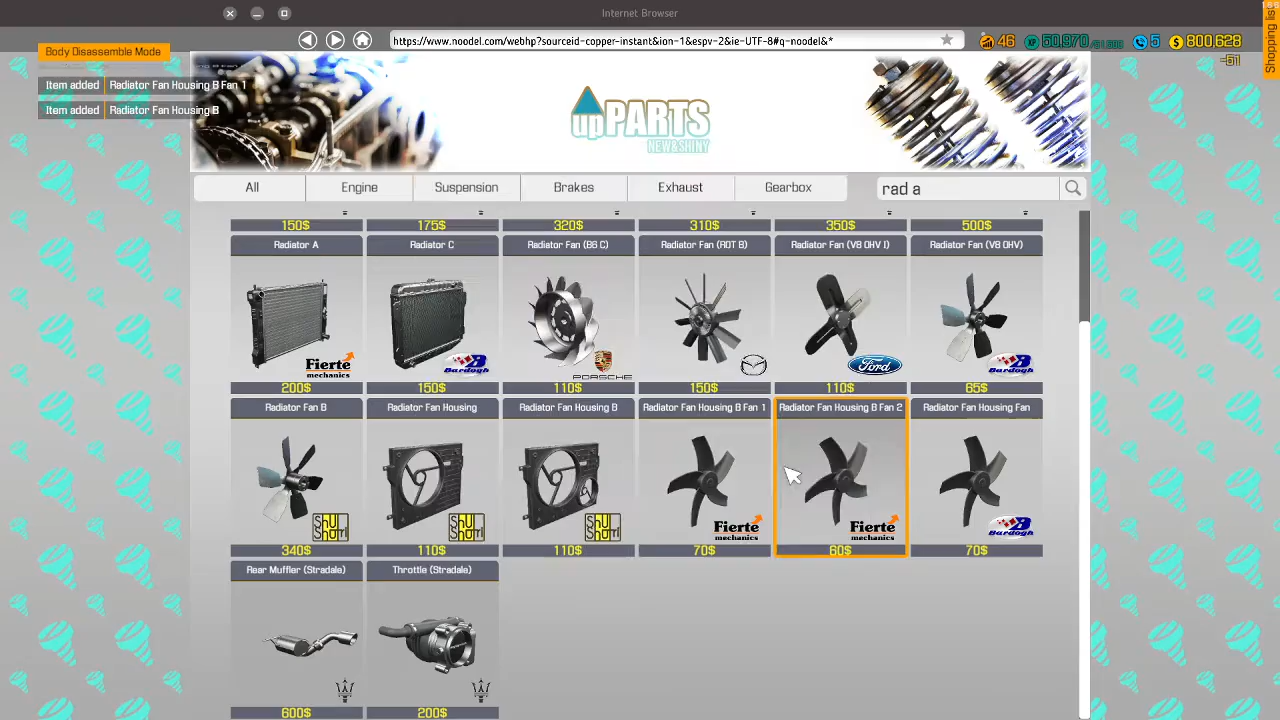 Internet Browser
Shopping list
https://www.noodel.com/webhp?sourceid-copper-instant&ion-1&espv-2&ie-UTF-8#q-noodel&*
46
50,970
5
800,628
-61
Body Disassemble Mode
Item added Radiator Fan Housing B Fan 1
Item added Radiator Fan Housing B
upPARTS
NEW&SHINY
All Engine Suspension Brakes Exhaust Gearbox rad a
150$ 175$ 320$ 310$ 350$ 500$
Radiator A Radiator C Radiator Fan (B6 C) Radiator Fan (ROT B) Radiator Fan (V8 OHV I) Radiator Fan (V8 OHV)
Fierte mechanics Bardogh PORSCHE Ford Bardogh
200$ 150$ 110$ 150$ 110$ 65$
Radiator Fan B Radiator Fan Housing Radiator Fan Housing B Radiator Fan Housing B Fan 1 Radiator Fan Housing B Fan 2 Radiator Fan Housing Fan
Fierte mechanics Fierte mechanics Bardogh
340$ 110$ 110$ 70$ 60$ 70$
Rear Muffler (Stradale) Throttle (Stradale)
600$ 200$